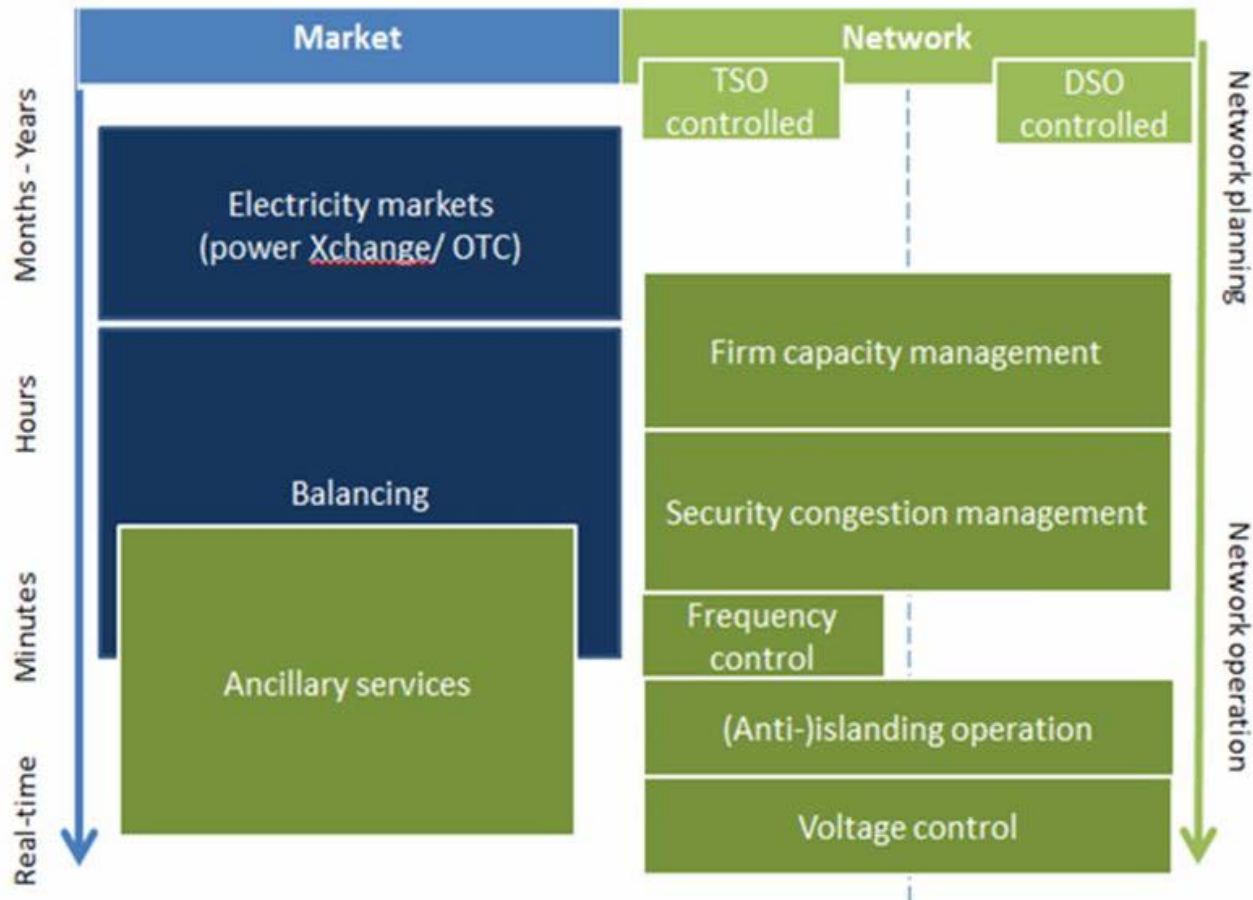 Market
Network
TSO
controlled
DSO
controlled
Months - Years
Hours
Minutes
Real-time
Electricity markets
(power Xchange/ OTC)
Balancing
Ancillary services
Firm capacity management
Security congestion management
Frequency
control
(Anti-)islanding operation
Voltage control
Network planning
Network operation